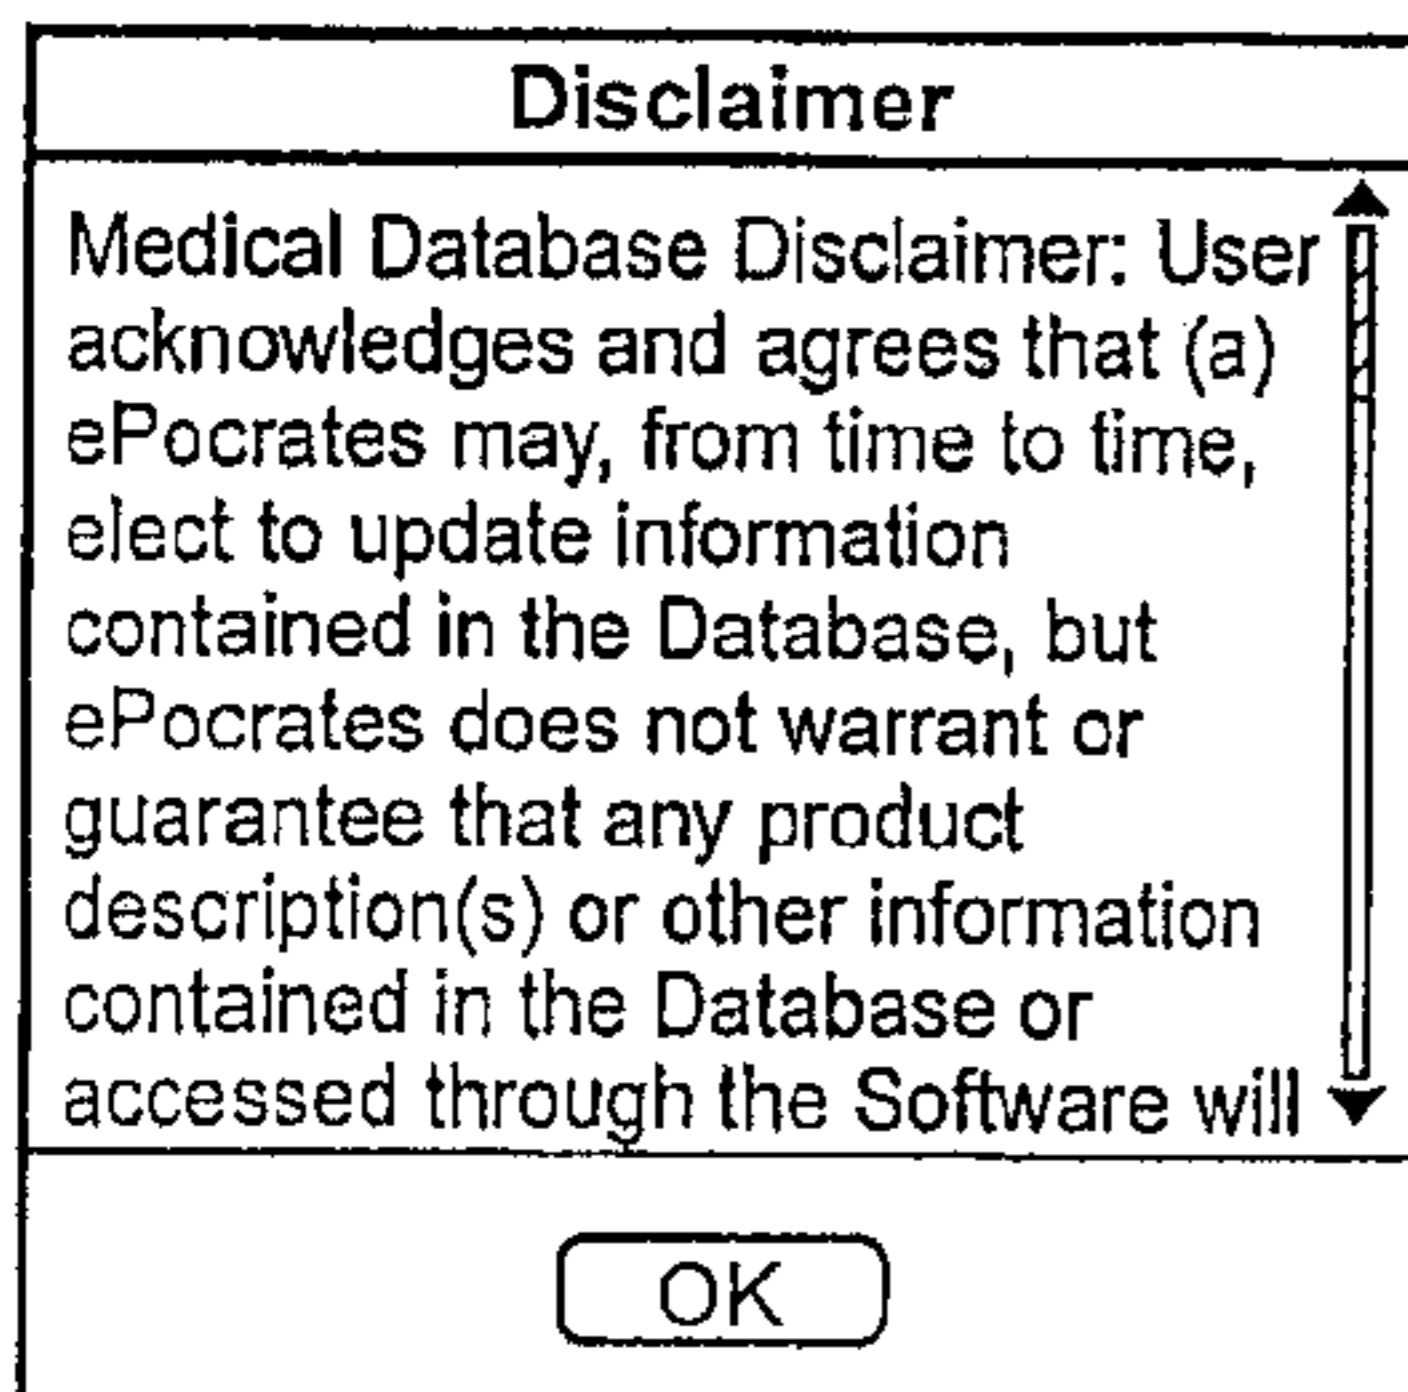 Disclaimer
Medical Database Disclaimer: User
acknowledges and agrees that (a)
ePocrates may, from time to time,
elect to update information
contained in the Database, but
ePocrates does not warrant or
guarantee that any product
description(s) or other information
contained in the Database or
accessed through the Software will
OK